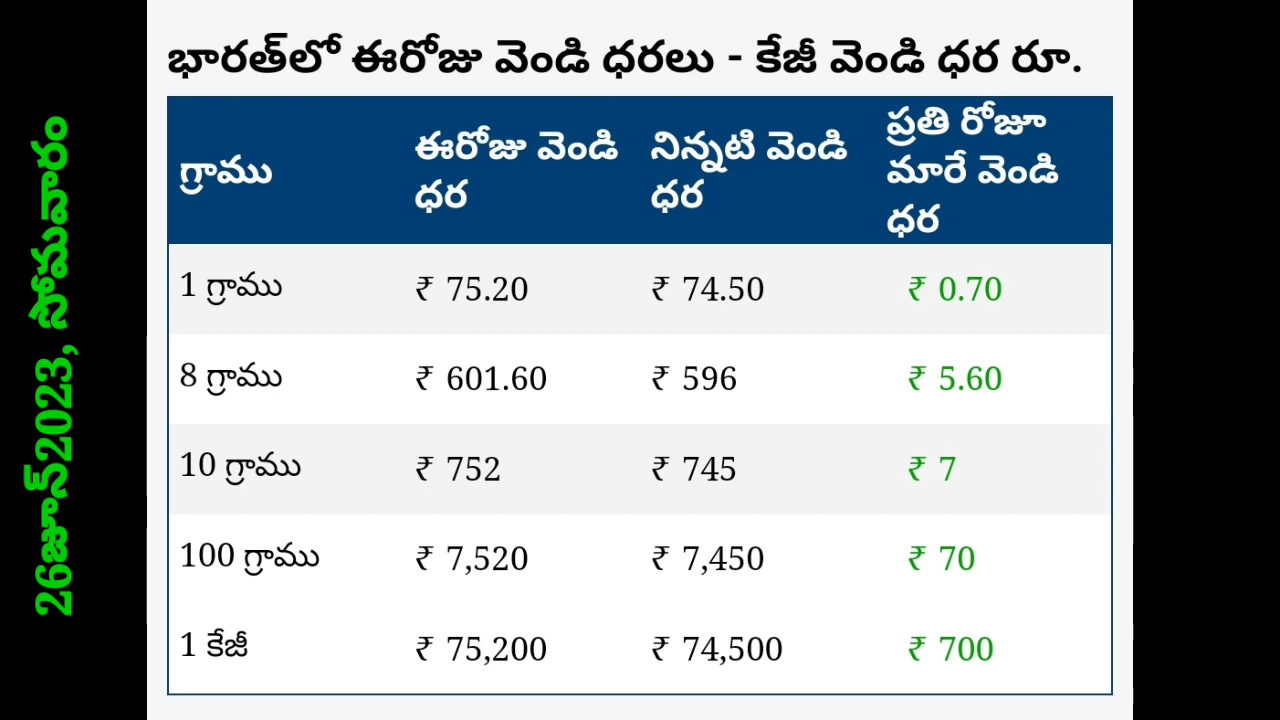 26జూన్2023, సోమవారం
భారత్‌లో ఈరోజు వెండి ధరలు - కేజీ వెండి ధర రూ.
గ్రాము ఈరోజు వెండి ధర నిన్నటి వెండి ధర ప్రతి రోజూ మారే వెండి ధర
1 గ్రాము ₹ 75.20 ₹ 74.50 ₹ 0.70
8 గ్రాము ₹ 601.60 ₹ 596 ₹ 5.60
10 గ్రాము ₹ 752 ₹ 745 ₹ 7
100 గ్రాము ₹ 7,520 ₹ 7,450 ₹ 70
1 కేజీ ₹ 75,200 ₹ 74,500 ₹ 700